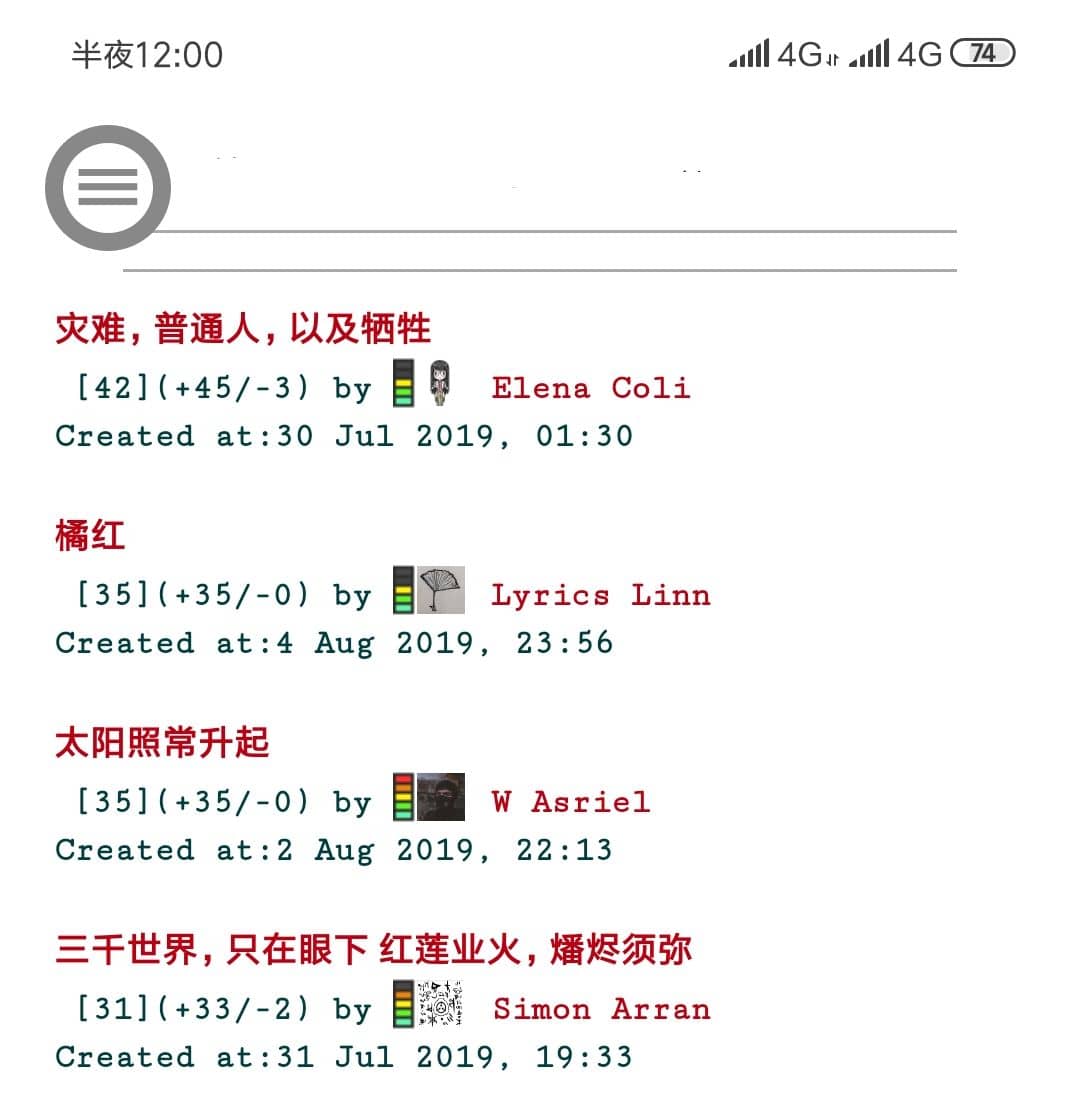 半夜12:00 4G 4G 74
灾难，普通人，以及牺牲
[42](+45/-3) by Elena Coli
Created at:30 Jul 2019, 01:30
橘红
[35](+35/-0) by Lyrics Linn
Created at:4 Aug 2019, 23:56
太阳照常升起
[35](+35/-0) by W Asriel
Created at:2 Aug 2019, 22:13
三千世界，只在眼下 红莲业火，燔烬须弥
[31](+33/-2) by Simon Arran
Created at:31 Jul 2019, 19:33